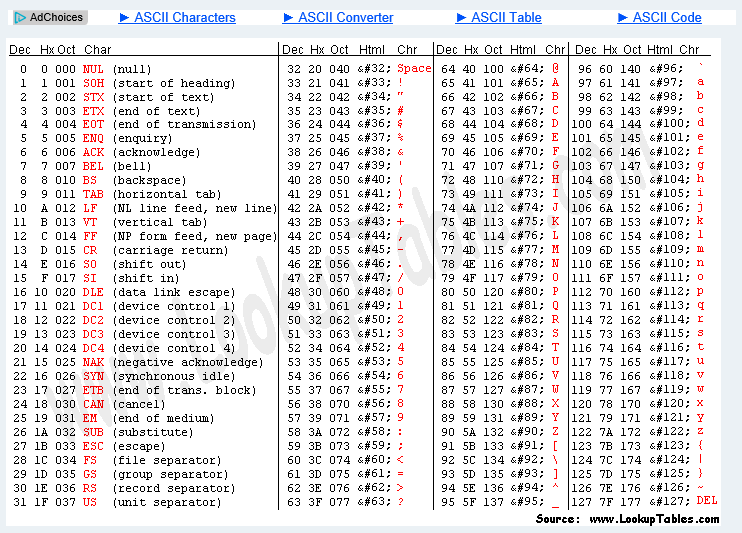 AdChoices ► ASCII Characters ► ASCII Converter ► ASCII Table ► ASCII Code
Dec Hx Oct Char Dec Hx Oct Html Chr Dec Hx Oct Html Chr Dec Hx Oct Html Chr
0 0 000 NUL (null) 32 20 040 &#32; Space 64 40 100 &#64; @ 96 60 140 &#96; `
1 1 001 SOH (start of heading) 33 21 041 &#33; ! 65 41 101 &#65; A 97 61 141 &#97; a
2 2 002 STX (start of text) 34 22 042 &#34; " 66 42 102 &#66; B 98 62 142 &#98; b
3 3 003 ETX (end of text) 35 23 043 &#35; # 67 43 103 &#67; C 99 63 143 &#99; c
4 4 004 EOT (end of transmission) 36 24 044 &#36; $ 68 44 104 &#68; D 100 64 144 &#100; d
5 5 005 ENQ (enquiry) 37 25 045 &#37; % 69 45 105 &#69; E 101 65 145 &#101; e
6 6 006 ACK (acknowledge) 38 26 046 &#38; & 70 46 106 &#70; F 102 66 146 &#102; f
7 7 007 BEL (bell) 39 27 047 &#39; ' 71 47 107 &#71; G 103 67 147 &#103; g
8 8 010 BS (backspace) 40 28 050 &#40; ( 72 48 110 &#72; H 104 68 150 &#104; h
9 9 011 TAB (horizontal tab) 41 29 051 &#41; ) 73 49 111 &#73; I 105 69 151 &#105; i
10 A 012 LF (NL line feed, new line) 42 2A 052 &#42; * 74 4A 112 &#74; J 106 6A 152 &#106; j
11 B 013 VT (vertical tab) 43 2B 053 &#43; + 75 4B 113 &#75; K 107 6B 153 &#107; k
12 C 014 FF (NP form feed, new page) 44 2C 054 &#44; , 76 4C 114 &#76; L 108 6C 154 &#108; l
13 D 015 CR (carriage return) 45 2D 055 &#45; - 77 4D 115 &#77; M 109 6D 155 &#109; m
14 E 016 SO (shift out) 46 2E 056 &#46; . 78 4E 116 &#78; N 110 6E 156 &#110; n
15 F 017 SI (shift in) 47 2F 057 &#47; / 79 4F 117 &#79; O 111 6F 157 &#111; o
16 10 020 DLE (data link escape) 48 30 060 &#48; 0 80 50 120 &#80; P 112 70 160 &#112; p
17 11 021 DC1 (device control 1) 49 31 061 &#49; 1 81 51 121 &#81; Q 113 71 161 &#113; q
18 12 022 DC2 (device control 2) 50 32 062 &#50; 2 82 52 122 &#82; R 114 72 162 &#114; r
19 13 023 DC3 (device control 3) 51 33 063 &#51; 3 83 53 123 &#83; S 115 73 163 &#115; s
20 14 024 DC4 (device control 4) 52 34 064 &#52; 4 84 54 124 &#84; T 116 74 164 &#116; t
21 15 025 NAK (negative acknowledge) 53 35 065 &#53; 5 85 55 125 &#85; U 117 75 165 &#117; u
22 16 026 SYN (synchronous idle) 54 36 066 &#54; 6 86 56 126 &#86; V 118 76 166 &#118; v
23 17 027 ETB (end of trans. block) 55 37 067 &#55; 7 87 57 127 &#87; W 119 77 167 &#119; w
24 18 030 CAN (cancel) 56 38 070 &#56; 8 88 58 130 &#88; X 120 78 170 &#120; x
25 19 031 EM (end of medium) 57 39 071 &#57; 9 89 59 131 &#89; Y 121 79 171 &#121; y
26 1A 032 SUB (substitute) 58 3A 072 &#58; : 90 5A 132 &#90; Z 122 7A 172 &#122; z
27 1B 033 ESC (escape) 59 3B 073 &#59; ; 91 5B 133 &#91; [ 123 7B 173 &#123; {
28 1C 034 FS (file separator) 60 3C 074 &#60; < 92 5C 134 &#92; \ 124 7C 174 &#124; |
29 1D 035 GS (group separator) 61 3D 075 &#61; = 93 5D 135 &#93; ] 125 7D 175 &#125; }
30 1E 036 RS (record separator) 62 3E 076 &#62; > 94 5E 136 &#94; ^ 126 7E 176 &#126; ~
31 1F 037 US (unit separator) 63 3F 077 &#63; ? 95 5F 137 &#95; _ 127 7F 177 &#127; DEL
Source: www.LookupTables.com
www.LookupTables.com